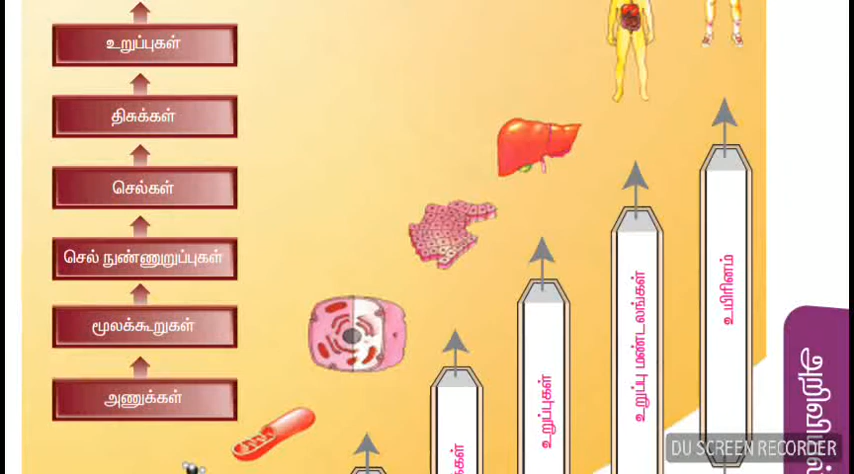 உறுப்புகள்
திசுக்கள்
செல்கள்
செல் நுண்ணுறுப்புகள்
மூலக்கூறுகள்
அணுக்கள்
உறுப்புகள்
உறுப்பு மண்டலங்கள்
உயிரினம்
DU SCREEN RECORDER